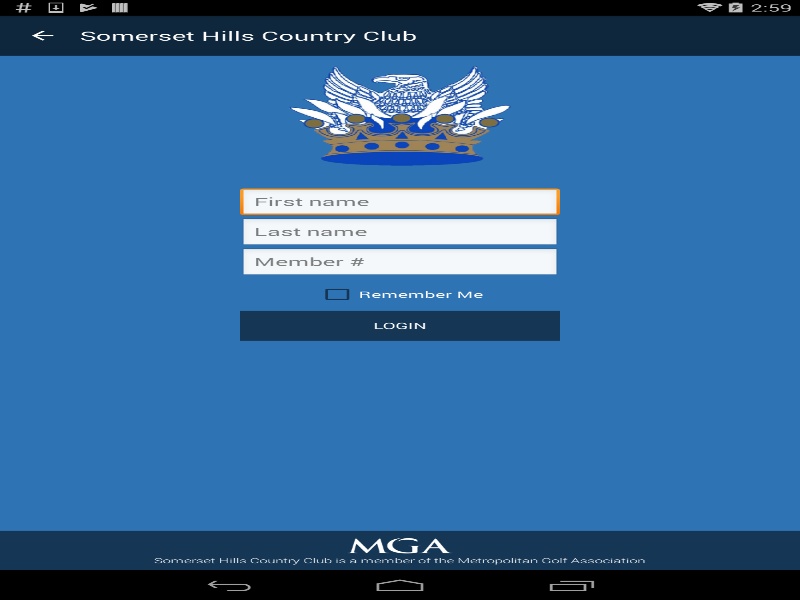 # 2:59
Somerset Hills Country Club
First name
Last name
Member #
Remember Me
LOGIN
MGA
Somerset Hills Country Club is a member of the Metropolitan Golf Association